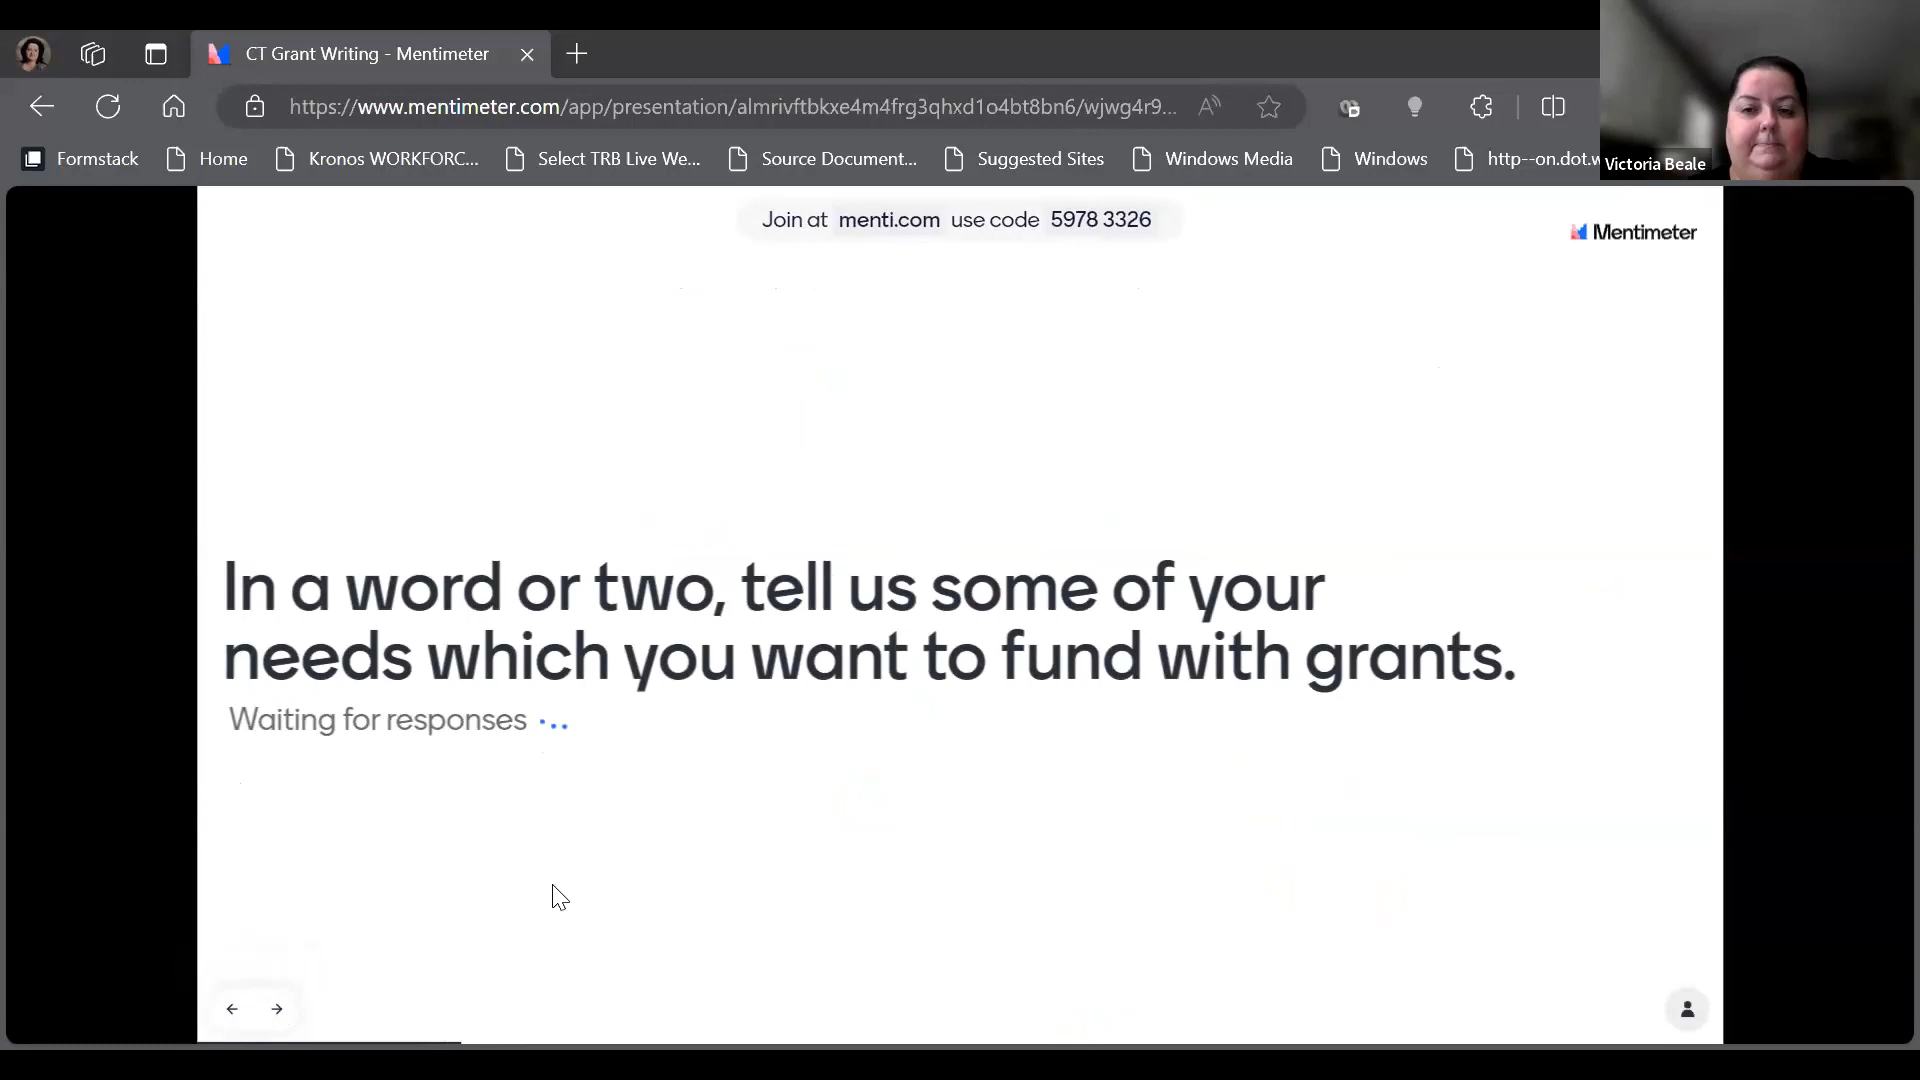 CT Grant Writing - Mentimeter
https://www.mentimeter.com/app/presentation/almrivftbkxe4m4frg3qhxd1o4bt8bn6/wjwg4r9...
Formstack Home Kronos WORKFORC... Select TRB Live We... Source Document... Suggested Sites Windows Media Windows http--on.dot.w
Victoria Beale
Join at menti.com use code 5978 3326
Mentimeter
In a word or two, tell us some of your
needs which you want to fund with grants.
Waiting for responses